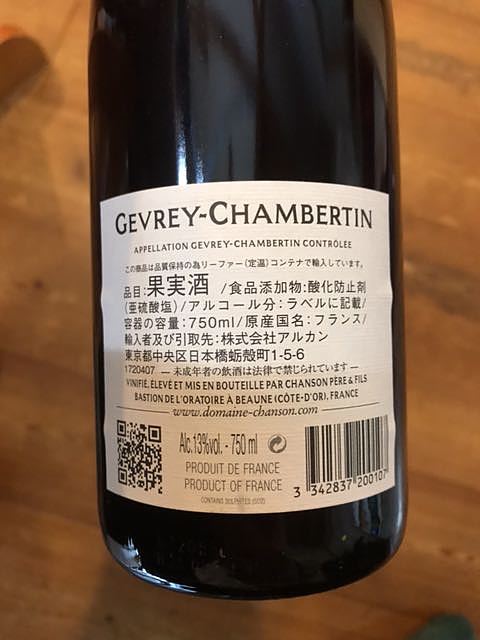 GEVREY-CHAMBERTIN
APPELLATION GEVREY-CHAMBERTIN CONTRÔLÉE
この商品は品質保持の為リーファー(定温)コンテナで輸入しています。
品目:果実酒 /食品添加物:酸化防止剤
(亜硫酸塩)/アルコール分:ラベルに記載/
容器の容量:750ml/原産国名:フランス/
輸入者及び引取先:株式会社アルカン
東京都中央区日本橋蛎殻町1-5-6
1720407 ─ 未成年者の飲酒は法律で禁じられています ─
VINIFIÉ, ÉLEVÉ ET MIS EN BOUTEILLE PAR CHANSON PÈRE & FILS
BASTION DE L'ORATOIRE À BEAUNE (CÔTE-D'OR), FRANCE
www.domaine-chanson.com
Alc.13%vol. - 750 ml
PRODUIT DE FRANCE
PRODUCT OF FRANCE
CONTAINS SULPHITES (SO2)
3 342837 200107